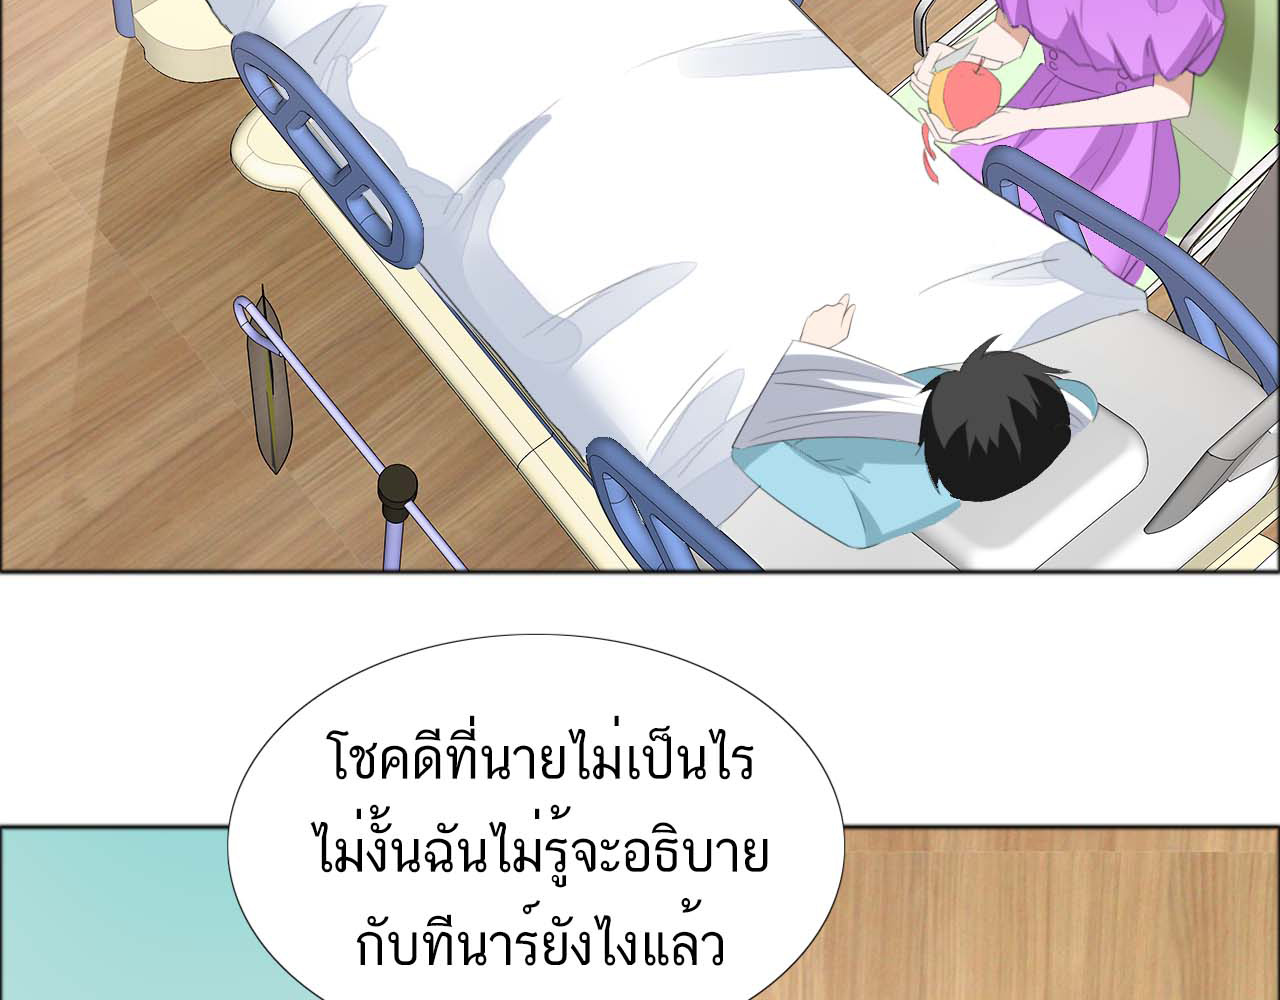 โชคดีที่นายไม่เป็นไร
ไม่งั้นฉันไม่รู้จะอธิบาย
กับทีนาร์ยังไงแล้ว